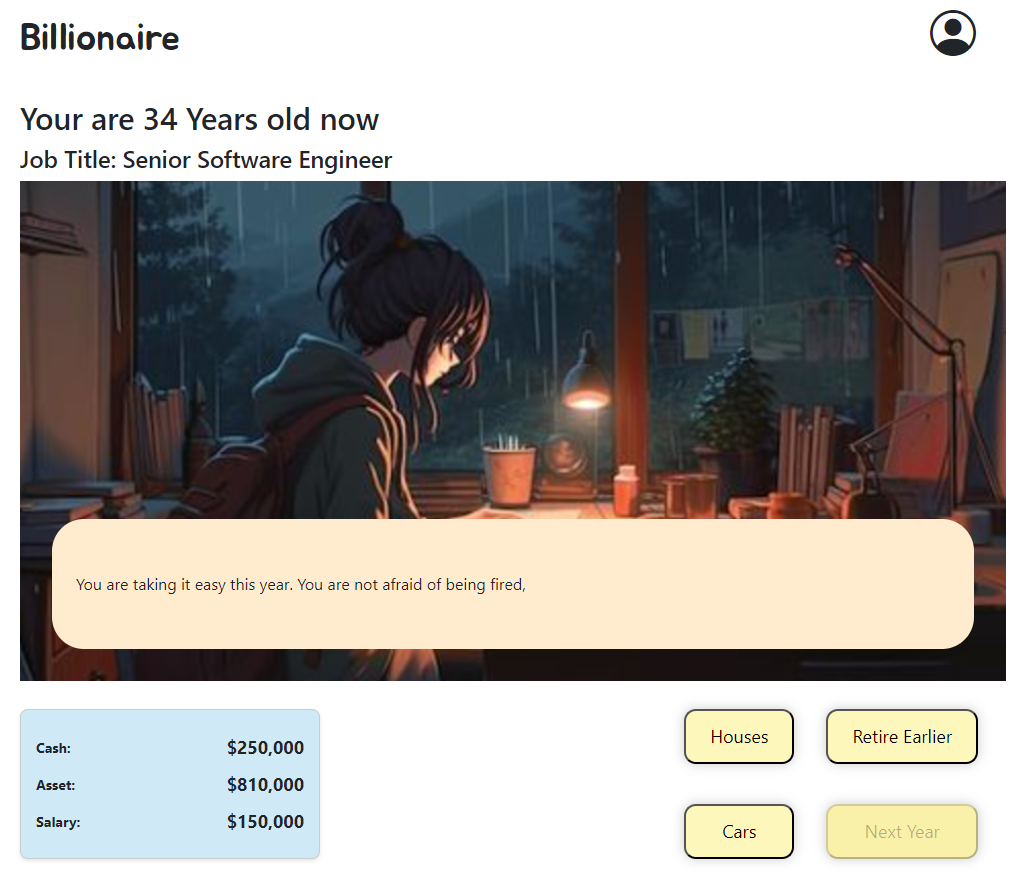 Billionaire
Your are 34 Years old now
Job Title: Senior Software Engineer
You are taking it easy this year. You are not afraid of being fired,
Cash: $250,000
Asset: $810,000
Salary: $150,000
Houses
Retire Earlier
Cars
Next Year